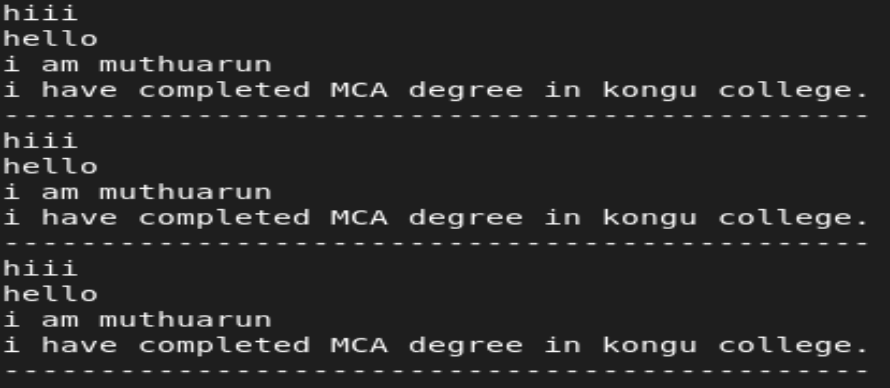 hiii
hello
i am muthuarun
i have completed MCA degree in kongu college.
---------------------------------------------
hiii
hello
i am muthuarun
i have completed MCA degree in kongu college.
---------------------------------------------
hiii
hello
i am muthuarun
i have completed MCA degree in kongu college.
---------------------------------------------